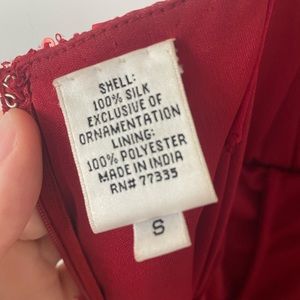 SHELL:
100% SILK
EXCLUSIVE OF
ORNAMENTATION
LINING:
100% POLYESTER
MADE IN INDIA
RN# 77335
S